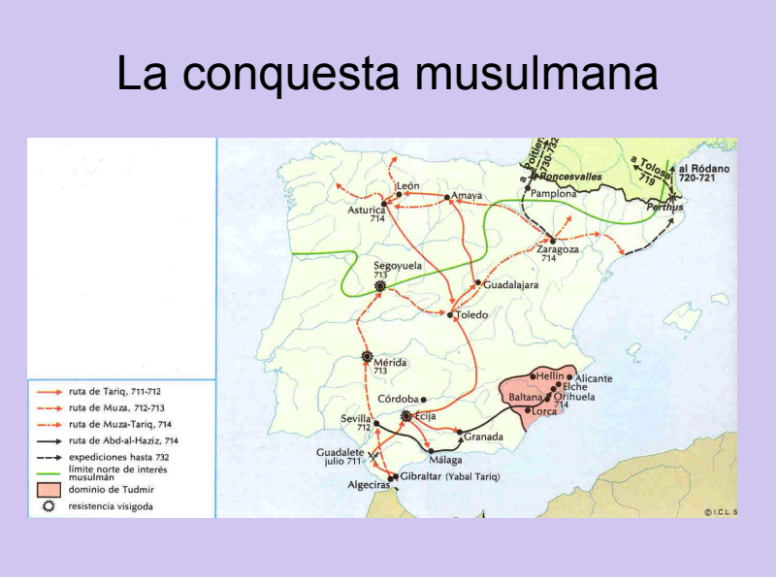 La conquesta musulmana
a Poitiers
730-732
Roncesvalles
a Tolosa
719
al Ródano
720-721
Perthus
Pamplona
León
Amaya
Asturica
714
Zaragoza
714
Segoyuela
713
Guadalajara
Toledo
Mérida
713
Hellín
Alicante
Elche
Baltana
Orihuela
714
Lorca
Córdoba
Écija
Sevilla
712
Granada
Guadalete
julio 711
Málaga
Gibraltar (Yabal Tariq)
Algeciras
ruta de Tariq, 711-712
ruta de Muza, 712-713
ruta de Muza-Tariq, 714
ruta de Abd-al-Haziz, 714
expediciones hasta 732
límite norte de interés
musulmán
dominio de Tudmir
resistencia visigoda
© I.C.L. S